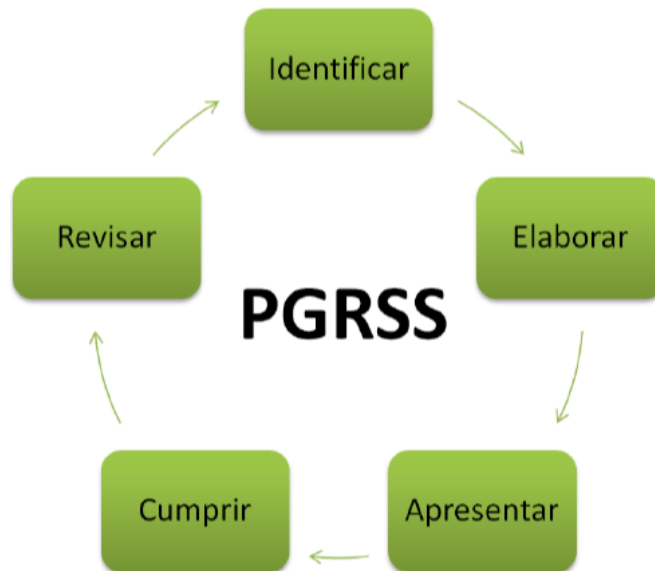 Identificar
Elaborar
Apresentar
Cumprir
Revisar
PGRSS